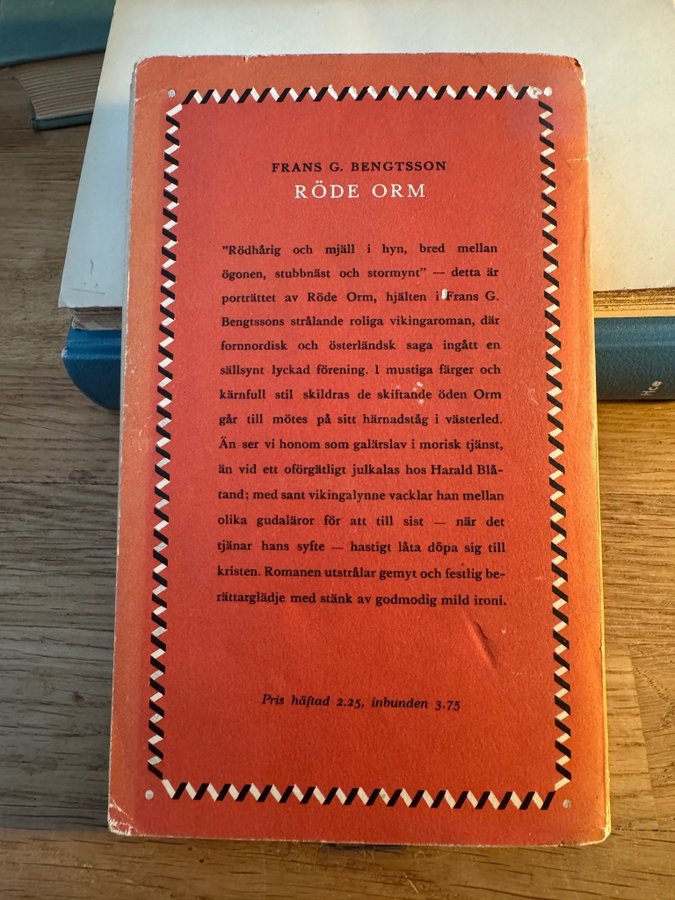 FRANS G. BENGTSSON
RÖDE ORM
"Rödhårig och mjäll i hyn, bred mellan
ögonen, stubbnäst och stormynt" — detta är
porträttet av Röde Orm, hjälten i Frans G.
Bengtssons strålande roliga vikingaroman, där
fornnordisk och österländsk saga ingått en
sällsynt lyckad förening. I mustiga färger och
kärnfull stil skildras de skiftande öden Orm
går till mötes på sitt härnadståg i västerled.
Än ser vi honom som galärslav i morisk tjänst,
än vid ett oförgätligt julkalas hos Harald Blå-
tand; med sant vikingalynne vacklar han mellan
olika gudaläror för att till sist — när det
tjänar hans syfte — hastigt låta döpa sig till
kristen. Romanen utstrålar gemyt och festlig be-
rättarglädje med stänk av godmodig mild ironi.
Pris häftad 2.25, inbunden 3.75
Hce